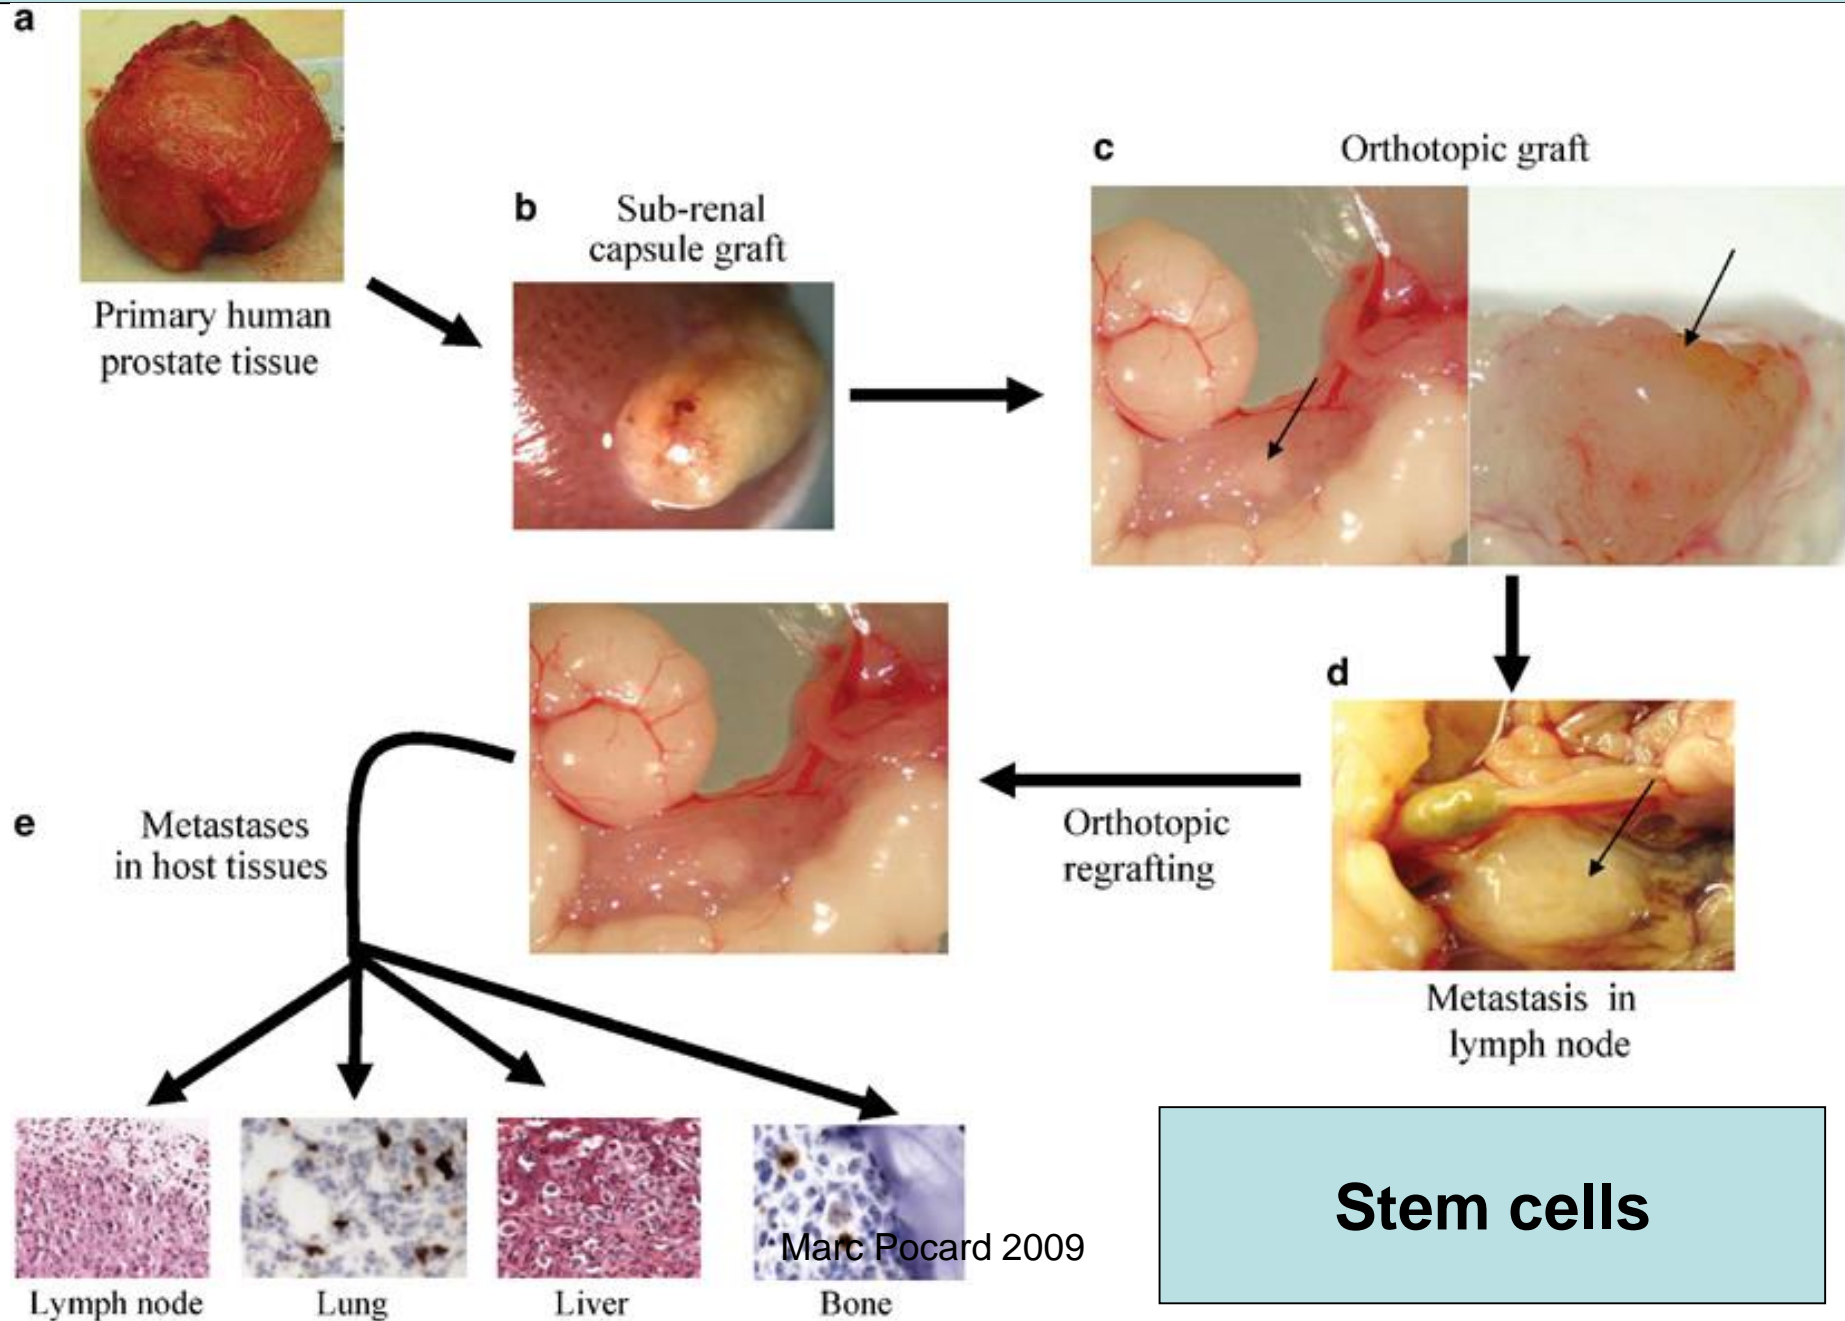 a
Primary human
prostate tissue
b
Sub-renal
capsule graft
c
Orthotopic graft
d
Metastasis in
lymph node
Orthotopic
regrafting
e
Metastases
in host tissues
Lymph node
Lung
Liver
Bone
Marc Pocard 2009
Stem cells